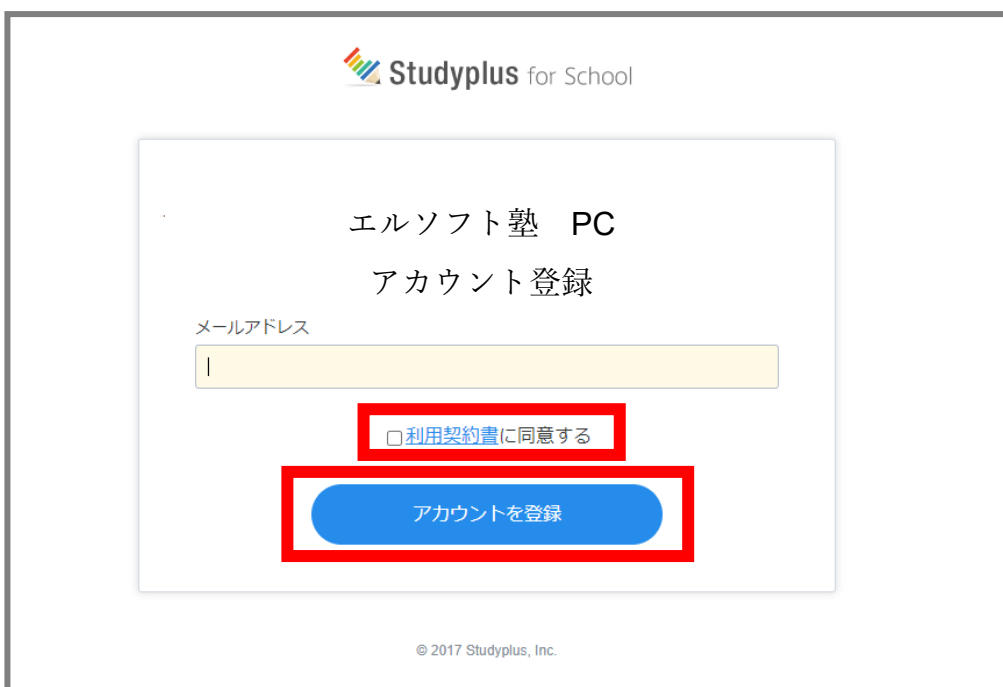 Studyplus for School
エルソフト塾　PC
アカウント登録
メールアドレス
利用契約書に同意する
アカウントを登録
© 2017 Studyplus, Inc.